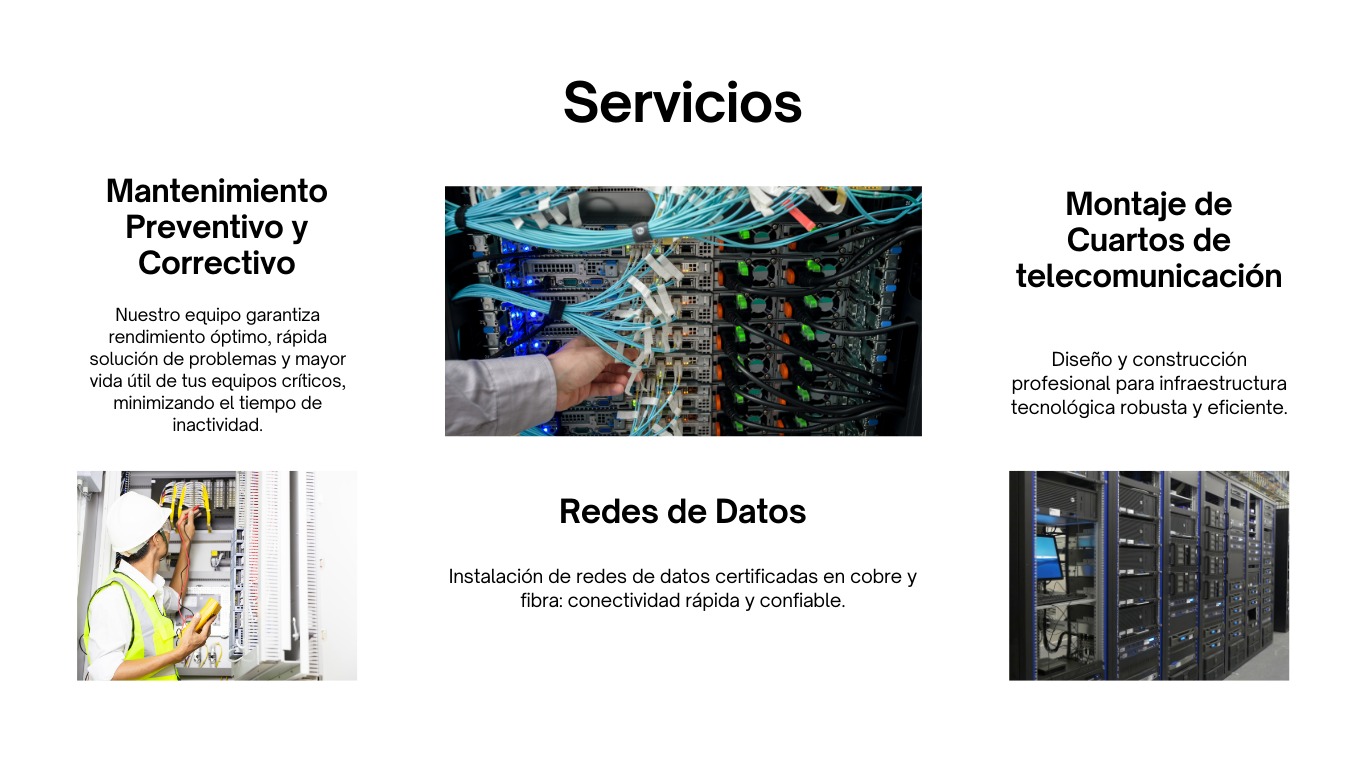 Servicios
Mantenimiento
Preventivo y
Correctivo
Nuestro equipo garantiza
rendimiento óptimo, rápida
solución de problemas y mayor
vida útil de tus equipos críticos,
minimizando el tiempo de
inactividad.
Redes de Datos
Instalación de redes de datos certificadas en cobre y
fibra: conectividad rápida y confiable.
Montaje de
Cuartos de
telecomunicación
Diseño y construcción
profesional para infraestructura
tecnológica robusta y eficiente.